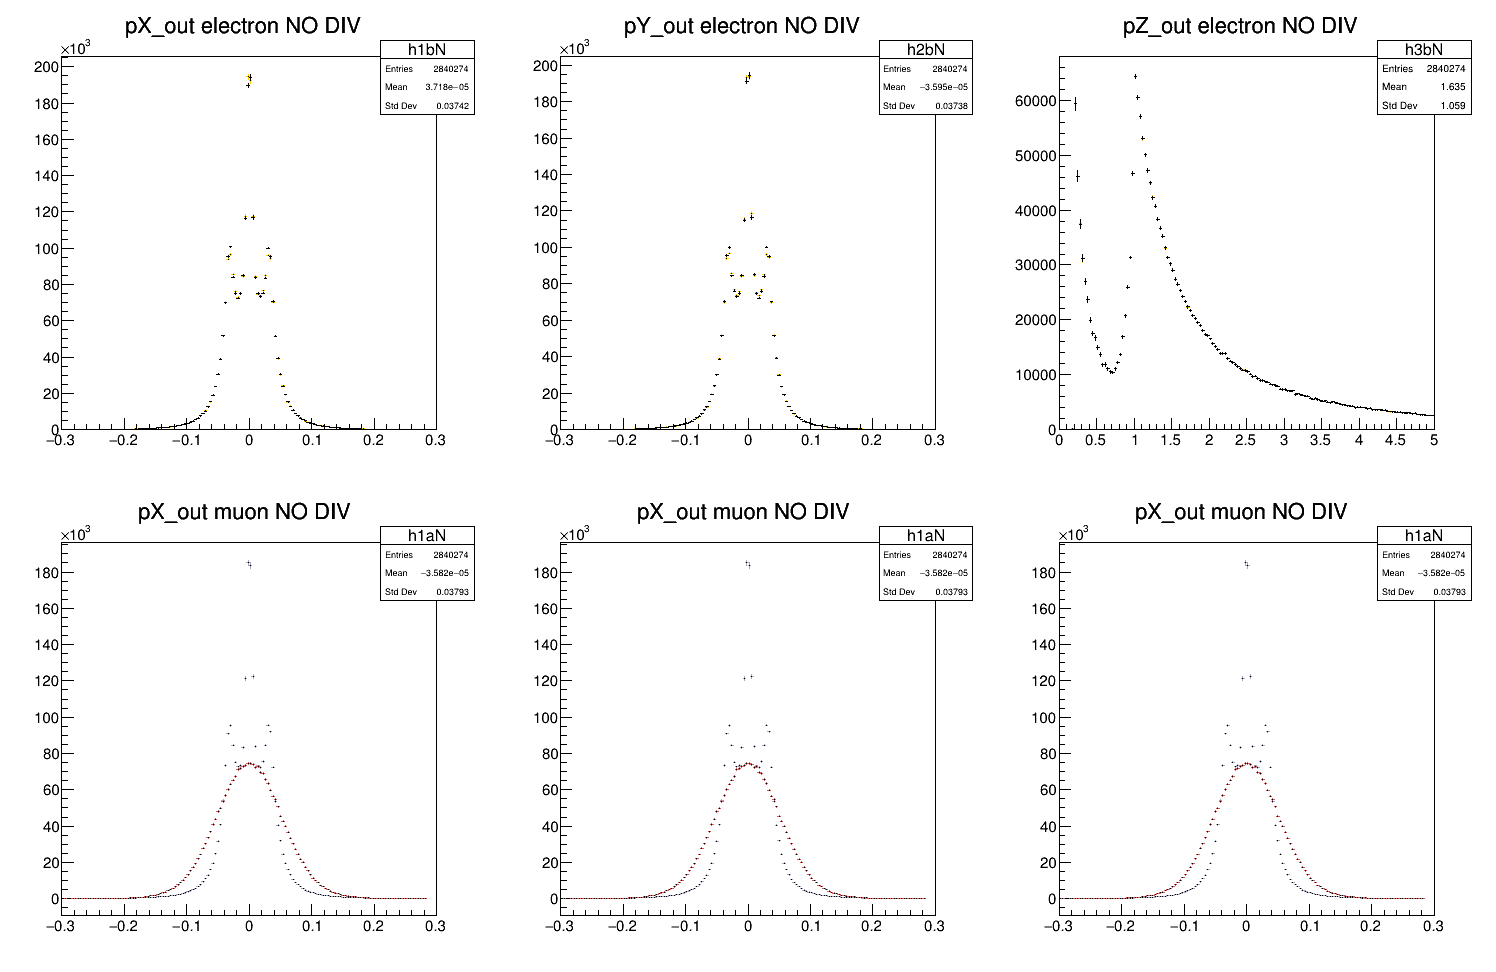 pX_out electron NO DIV
×10³
h1bN
Entries 2840274
Mean 3.718e−05
Std Dev 0.03742
200
180
160
140
120
100
80
60
40
20
0
−0.3 −0.2 −0.1 0 0.1 0.2 0.3
pY_out electron NO DIV
×10³
h2bN
Entries 2840274
Mean −3.595e−05
Std Dev 0.03738
200
180
160
140
120
100
80
60
40
20
0
−0.3 −0.2 −0.1 0 0.1 0.2 0.3
pZ_out electron NO DIV
h3bN
Entries 2840274
Mean 1.635
Std Dev 1.059
60000
50000
40000
30000
20000
10000
0
0 0.5 1 1.5 2 2.5 3 3.5 4 4.5 5
pX_out muon NO DIV
×10³
h1aN
Entries 2840274
Mean −3.582e−05
Std Dev 0.03793
180
160
140
120
100
80
60
40
20
0
−0.3 −0.2 −0.1 0 0.1 0.2 0.3
pX_out muon NO DIV
×10³
h1aN
Entries 2840274
Mean −3.582e−05
Std Dev 0.03793
180
160
140
120
100
80
60
40
20
0
−0.3 −0.2 −0.1 0 0.1 0.2 0.3
pX_out muon NO DIV
×10³
h1aN
Entries 2840274
Mean −3.582e−05
Std Dev 0.03793
180
160
140
120
100
80
60
40
20
0
−0.3 −0.2 −0.1 0 0.1 0.2 0.3